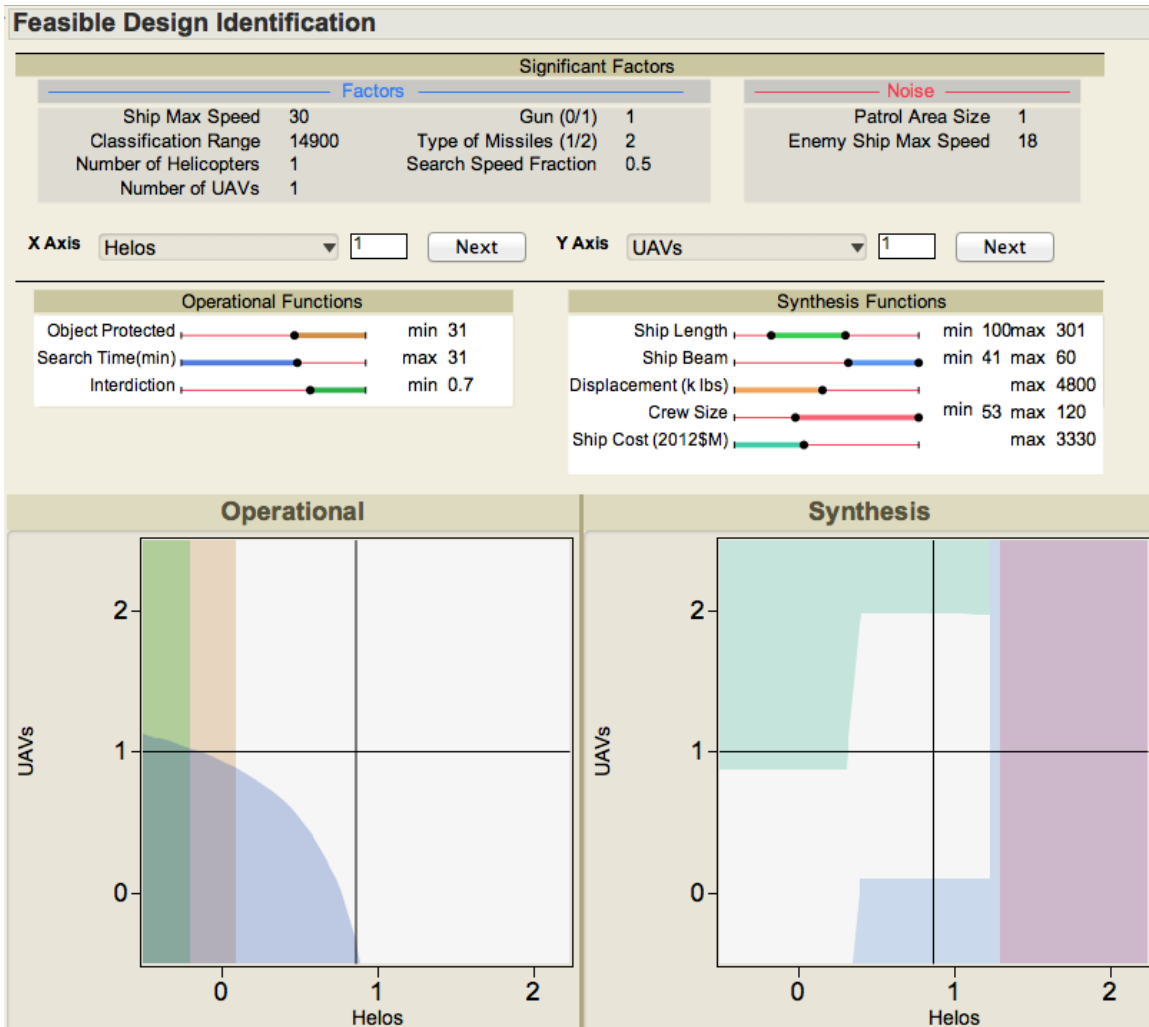 Feasible Design Identification
Significant Factors
Factors
Noise
Ship Max Speed 30 Gun (0/1) 1 Patrol Area Size 1
Classification Range 14900 Type of Missiles (1/2) 2 Enemy Ship Max Speed 18
Number of Helicopters 1 Search Speed Fraction 0.5
Number of UAVs 1
X Axis Helos 1 Next Y Axis UAVs 1 Next
Operational Functions
Object Protected min 31
Search Time(min) max 31
Interdiction min 0.7
Synthesis Functions
Ship Length min 100max 301
Ship Beam min 41 max 60
Displacement (k lbs) max 4800
Crew Size min 53 max 120
Ship Cost (2012$M) max 3330
Operational
UAVs
2
1
0
0 1 2
Helos
Synthesis
UAVs
2
1
0
0 1 2
Helos